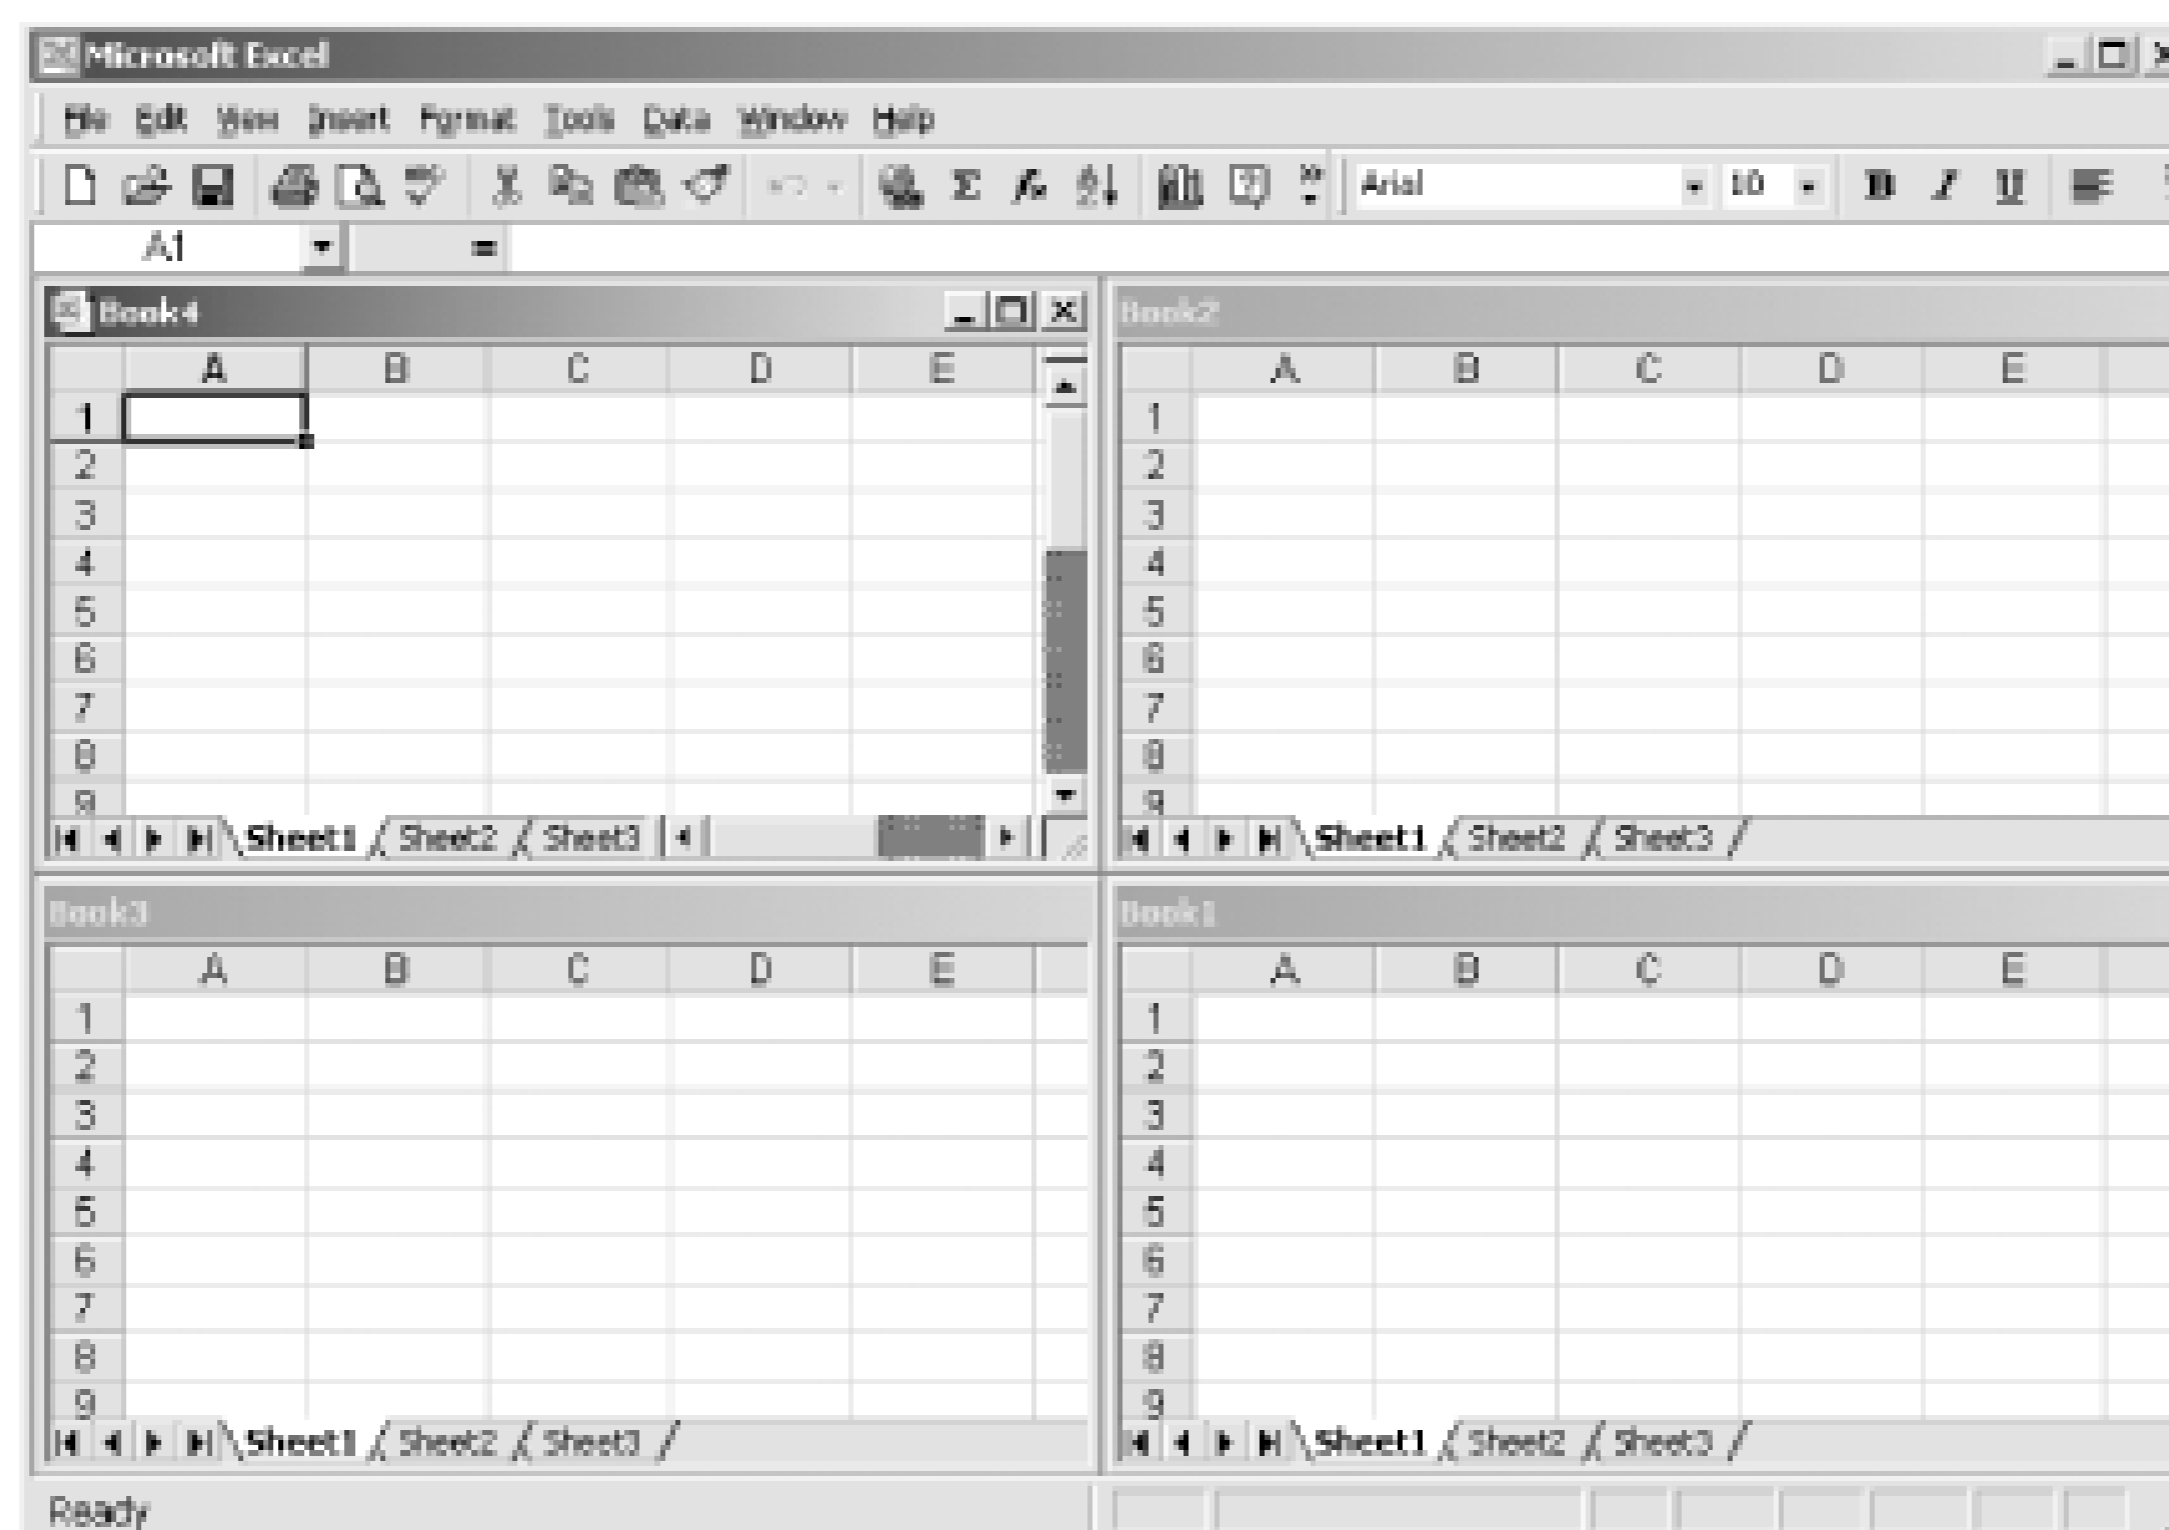 Microsoft Excel
File Edit View Insert Format Tools Data Window Help
Arial 10 B I U
A1 =
Book4
A B C D E
1
2
3
4
5
6
7
8
9
Sheet1 Sheet2 Sheet3
Book2
A B C D E
1
2
3
4
5
6
7
8
9
Sheet1 Sheet2 Sheet3
Book3
A B C D E
1
2
3
4
5
6
7
8
9
Sheet1 Sheet2 Sheet3
Book1
A B C D E
1
2
3
4
5
6
7
8
9
Sheet1 Sheet2 Sheet3
Ready